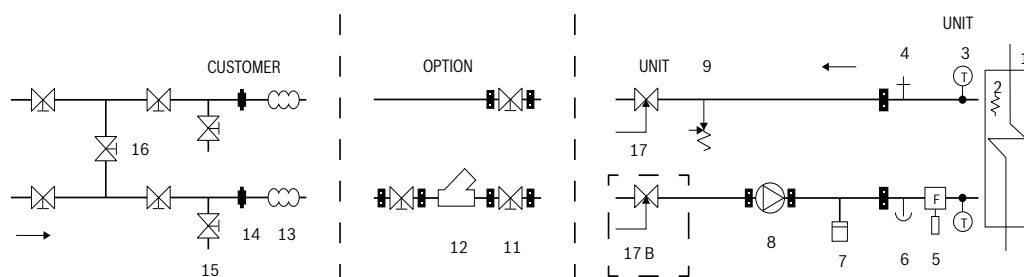 UNIT
4 3 1
CUSTOMER OPTION UNIT 9
T
2
16 17
F
T
14 13 12 11 17 B 8 7 6 5
15